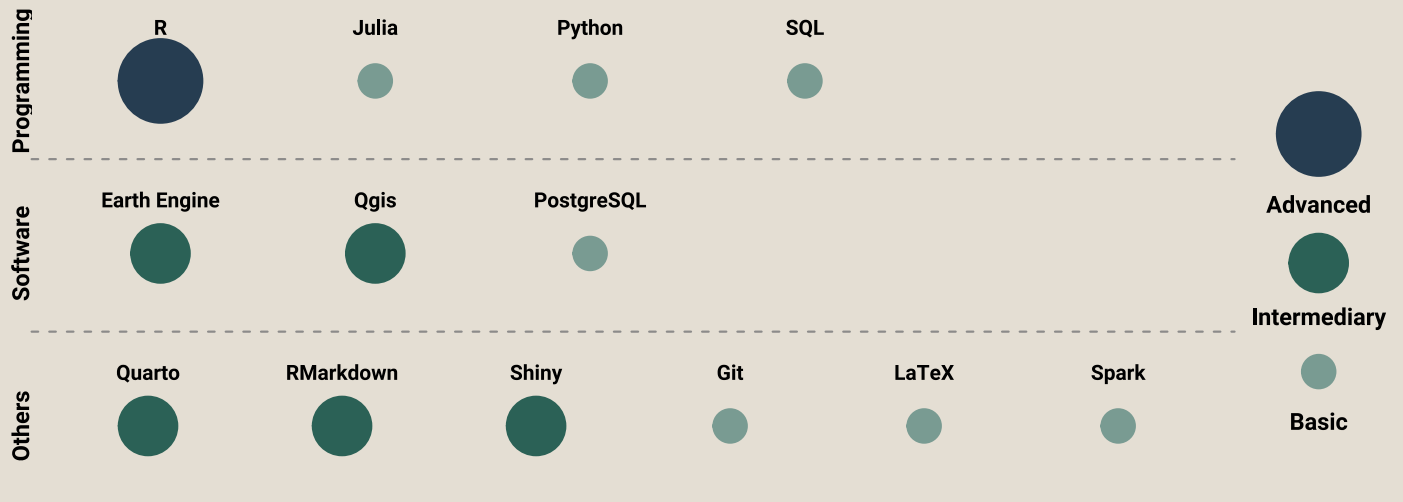 Programming
R
Julia
Python
SQL
Software
Earth Engine
Qgis
PostgreSQL
Others
Quarto
RMarkdown
Shiny
Git
LaTeX
Spark
Advanced
Intermediary
Basic